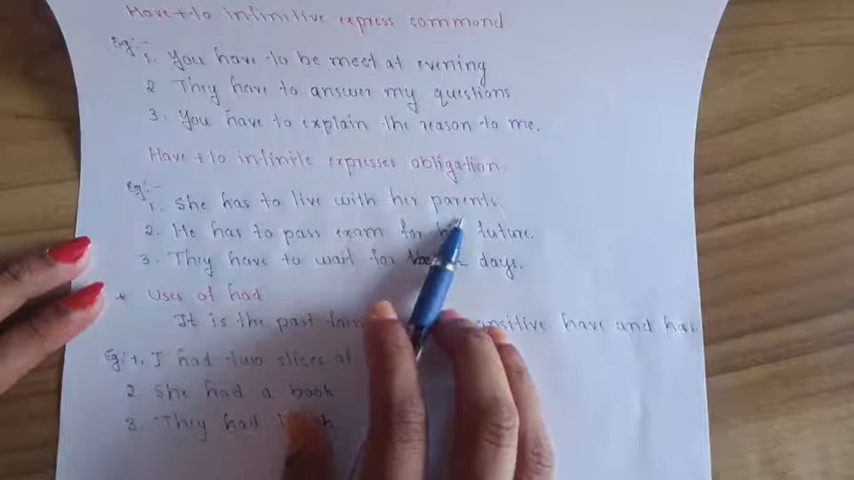 Have + to infinitive express command
Eg:- 1. You have to be meet at evening
2 They have to answer my questions
3. You have to explain the reason to me.
Have + to infinitie expresses obligation.
Eg:- 1. She has to live with her parents.
2. He has to pass exam for future.
3. They have to wait for days.
* Uses of had
It is the past have and has
Eg: 1. I had two slices of
2 She had a book
3. They had